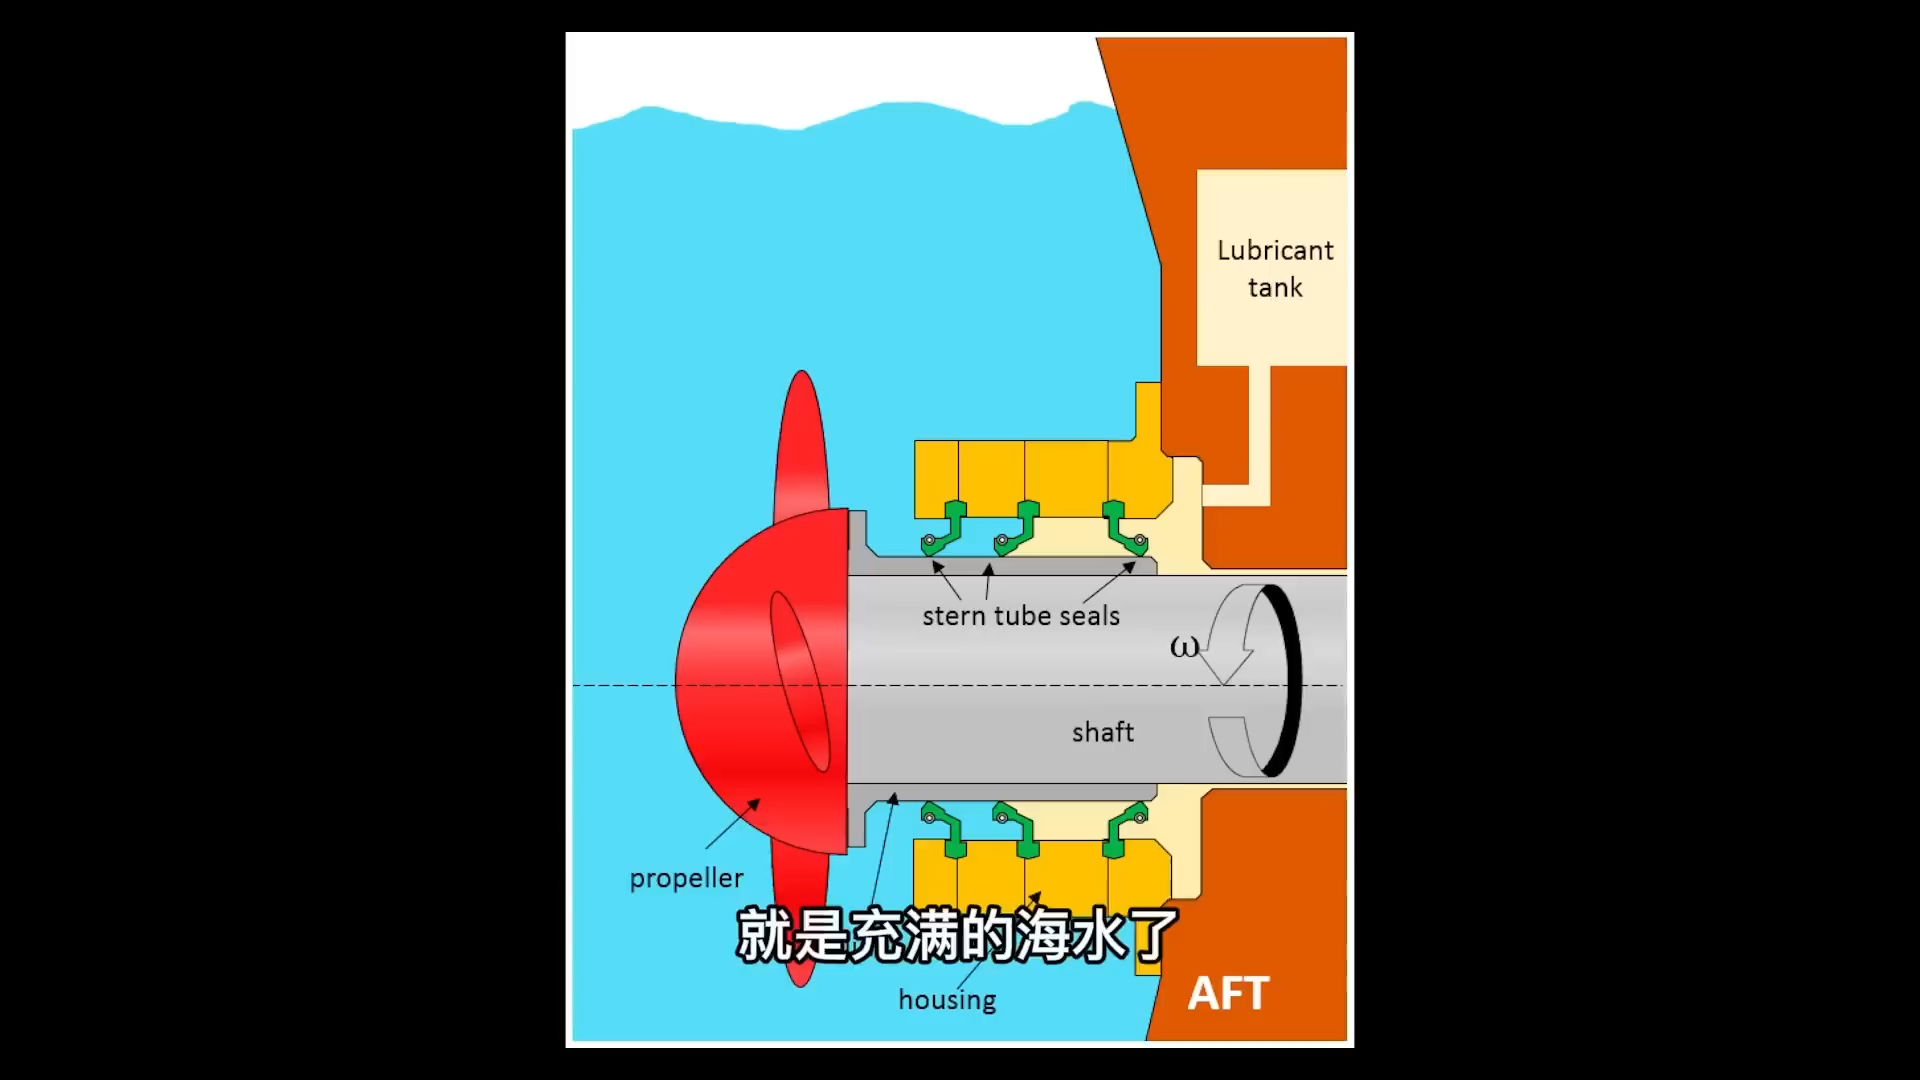 Lubricant
tank
stern tube seals
ω
shaft
propeller
就是充满的海水了
housing
AFT